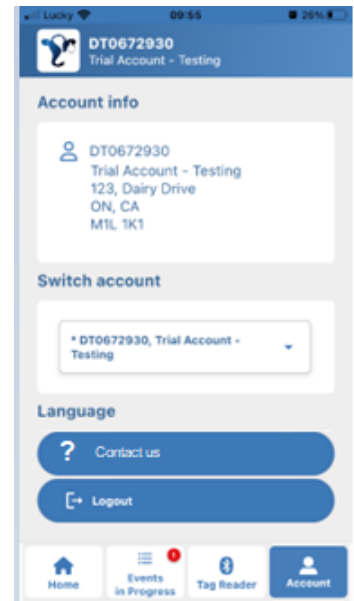 Lucky 09:55 26%
DT0672930
Trial Account - Testing
Account info
DT0672930
Trial Account - Testing
123, Dairy Drive
ON, CA
M1L 1K1
Switch account
* DT0672930, Trial Account -
Testing
Language
? Contact us
Logout
1
Home
Events
in Progress
Tag Reader
Account